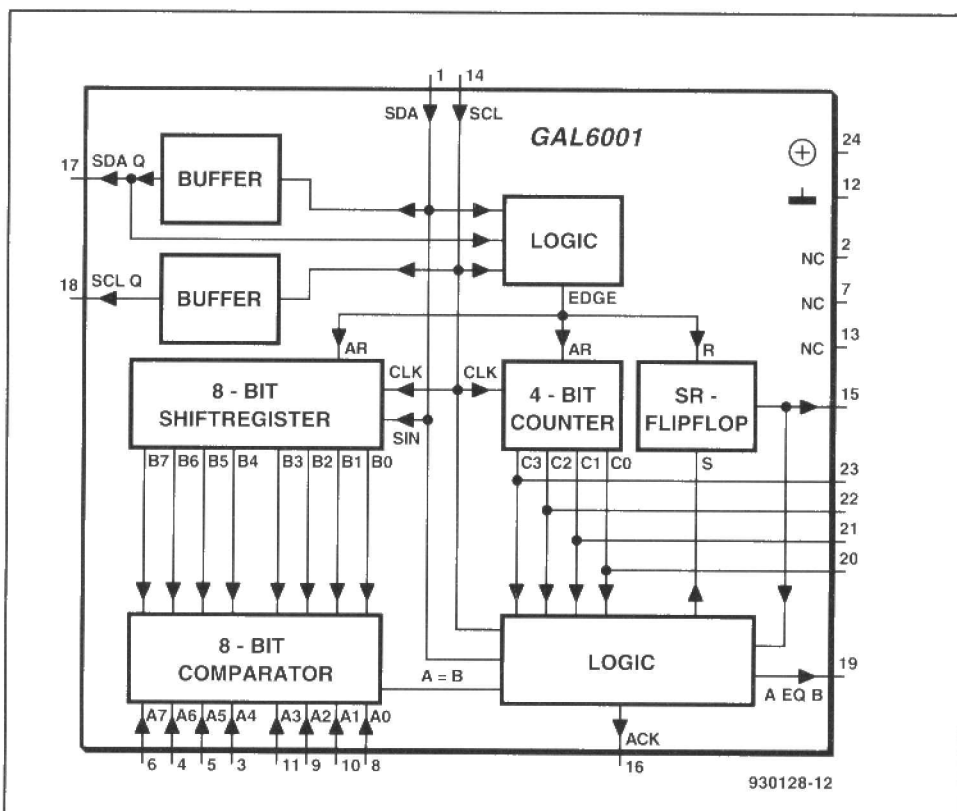 1 14
SDA SCL
GAL6001
24
17 SDA Q
BUFFER
12
LOGIC
2
NC
18 SCL Q
BUFFER
EDGE
7
NC
13
NC
AR AR R
8 - BIT
SHIFTREGISTER
CLK CLK
SIN
4 - BIT
COUNTER
SR -
FLIPFLOP
15
B7 B6 B5 B4 B3 B2 B1 B0
C3 C2 C1 C0
S
23
22
21
20
8 - BIT
COMPARATOR
A = B
LOGIC
19
A EQ B
A7 A6 A5 A4 A3 A2 A1 A0
6 4 5 3 11 9 10 8
ACK
16
930128-12